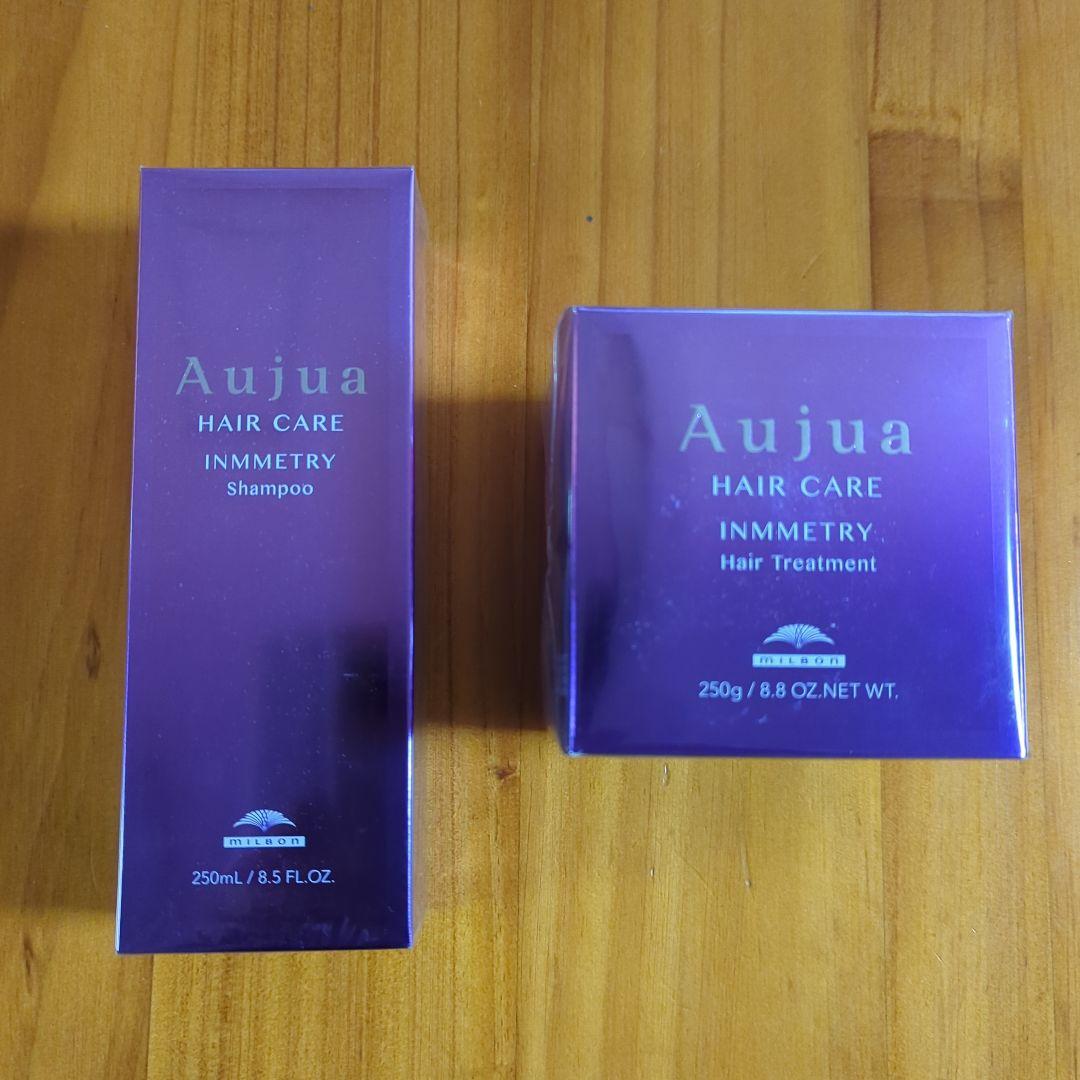 Aujua
HAIR CARE
INMMETRY
Shampoo
MILBON
250mL / 8.5 FL.OZ.
Aujua
HAIR CARE
INMMETRY
Hair Treatment
MILBON
250g / 8.8 OZ.NET WT.